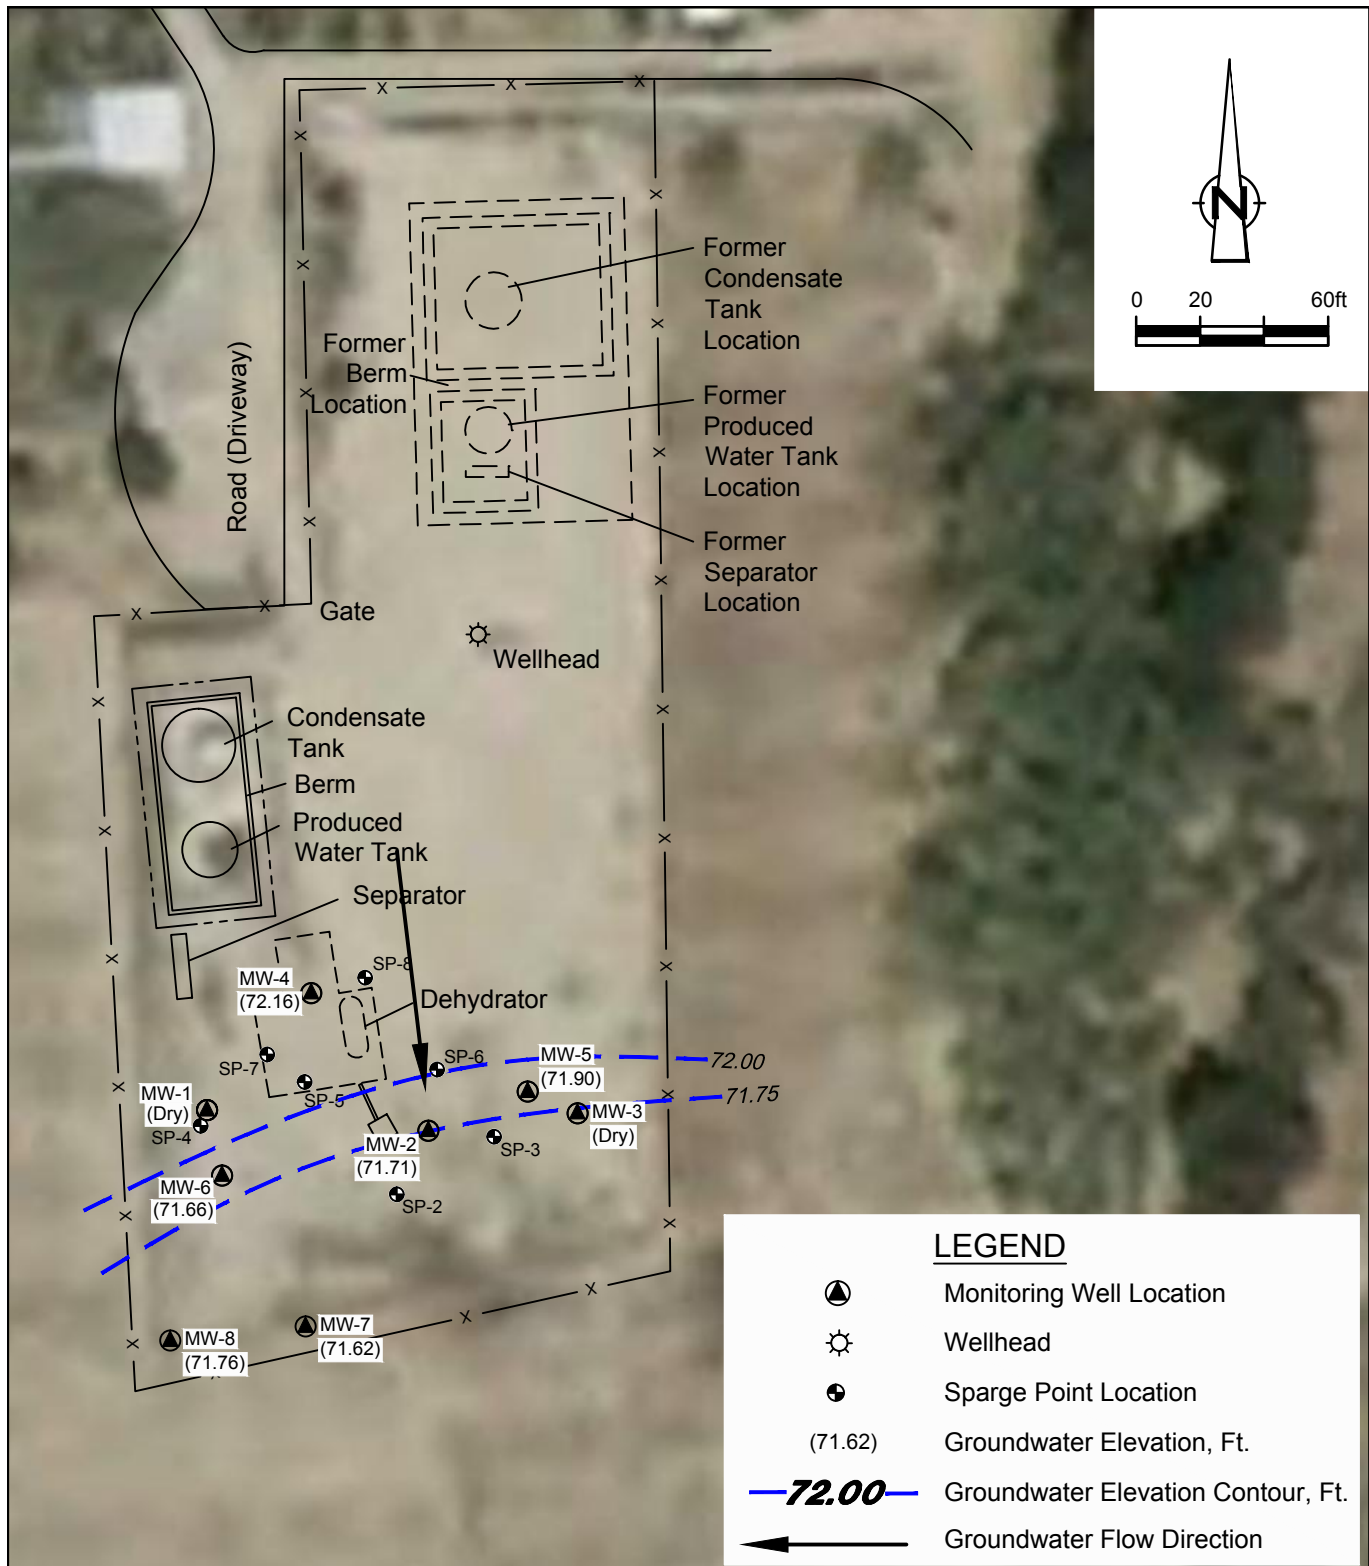 N
0 20 60ft
Former
Condensate
Tank
Location
Former
Berm
Location
Former
Produced
Water Tank
Location
Road (Driveway)
Former
Separator
Location
Gate
Wellhead
Condensate
Tank
Berm
Produced
Water Tank
Separator
MW-4
(72.16)
SP-8
Dehydrator
SP-7
SP-6
MW-5
(71.90)
72.00
SP-5
71.75
MW-1
(Dry)
SP-4
MW-3
(Dry)
MW-2
(71.71)
SP-3
MW-6
(71.66)
SP-2
MW-8
(71.76)
MW-7
(71.62)
LEGEND
Monitoring Well Location
Wellhead
Sparge Point Location
(71.62) Groundwater Elevation, Ft.
72.00 Groundwater Elevation Contour, Ft.
Groundwater Flow Direction